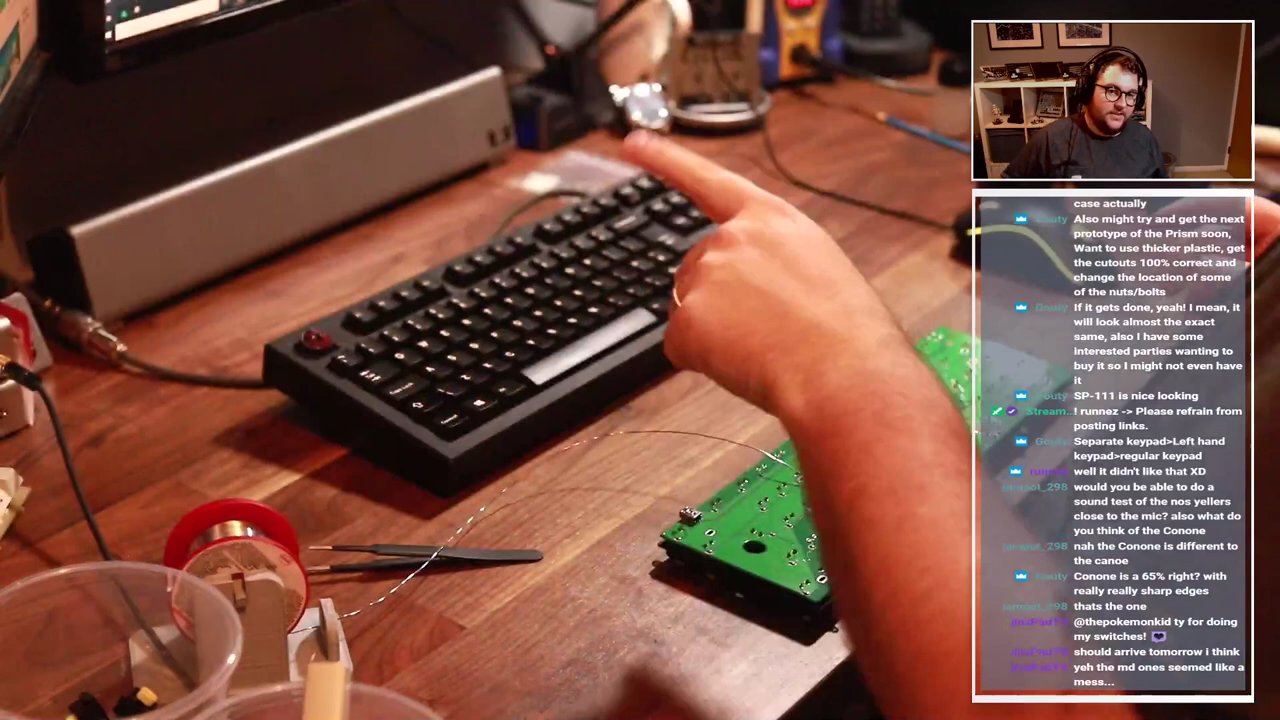 case actually
Also might try and get the next
prototype of the Prism soon,
Want to use thicker plastic, get
the cutouts 100% correct and
change the location of some
of the nuts/bolts
If it gets done, yeah! I mean, it
will look almost the exact
same, also I have some
interested parties wanting to
buy it so I might not even have
it
SP-111 is nice looking
Stream... ! runnez -> Please refrain from
posting links.
Separate keypad>Left hand
keypad>regular keypad
well it didn't like that XD
would you be able to do a
sound test of the nos yellers
close to the mic? also what do
you think of the Conone
nah the Conone is different to
the canoe
Conone is a 65% right? with
really really sharp edges
thats the one
@thepokemonkid ty for doing
my switches!
should arrive tomorrow i think
yeh the md ones seemed like a
mess...